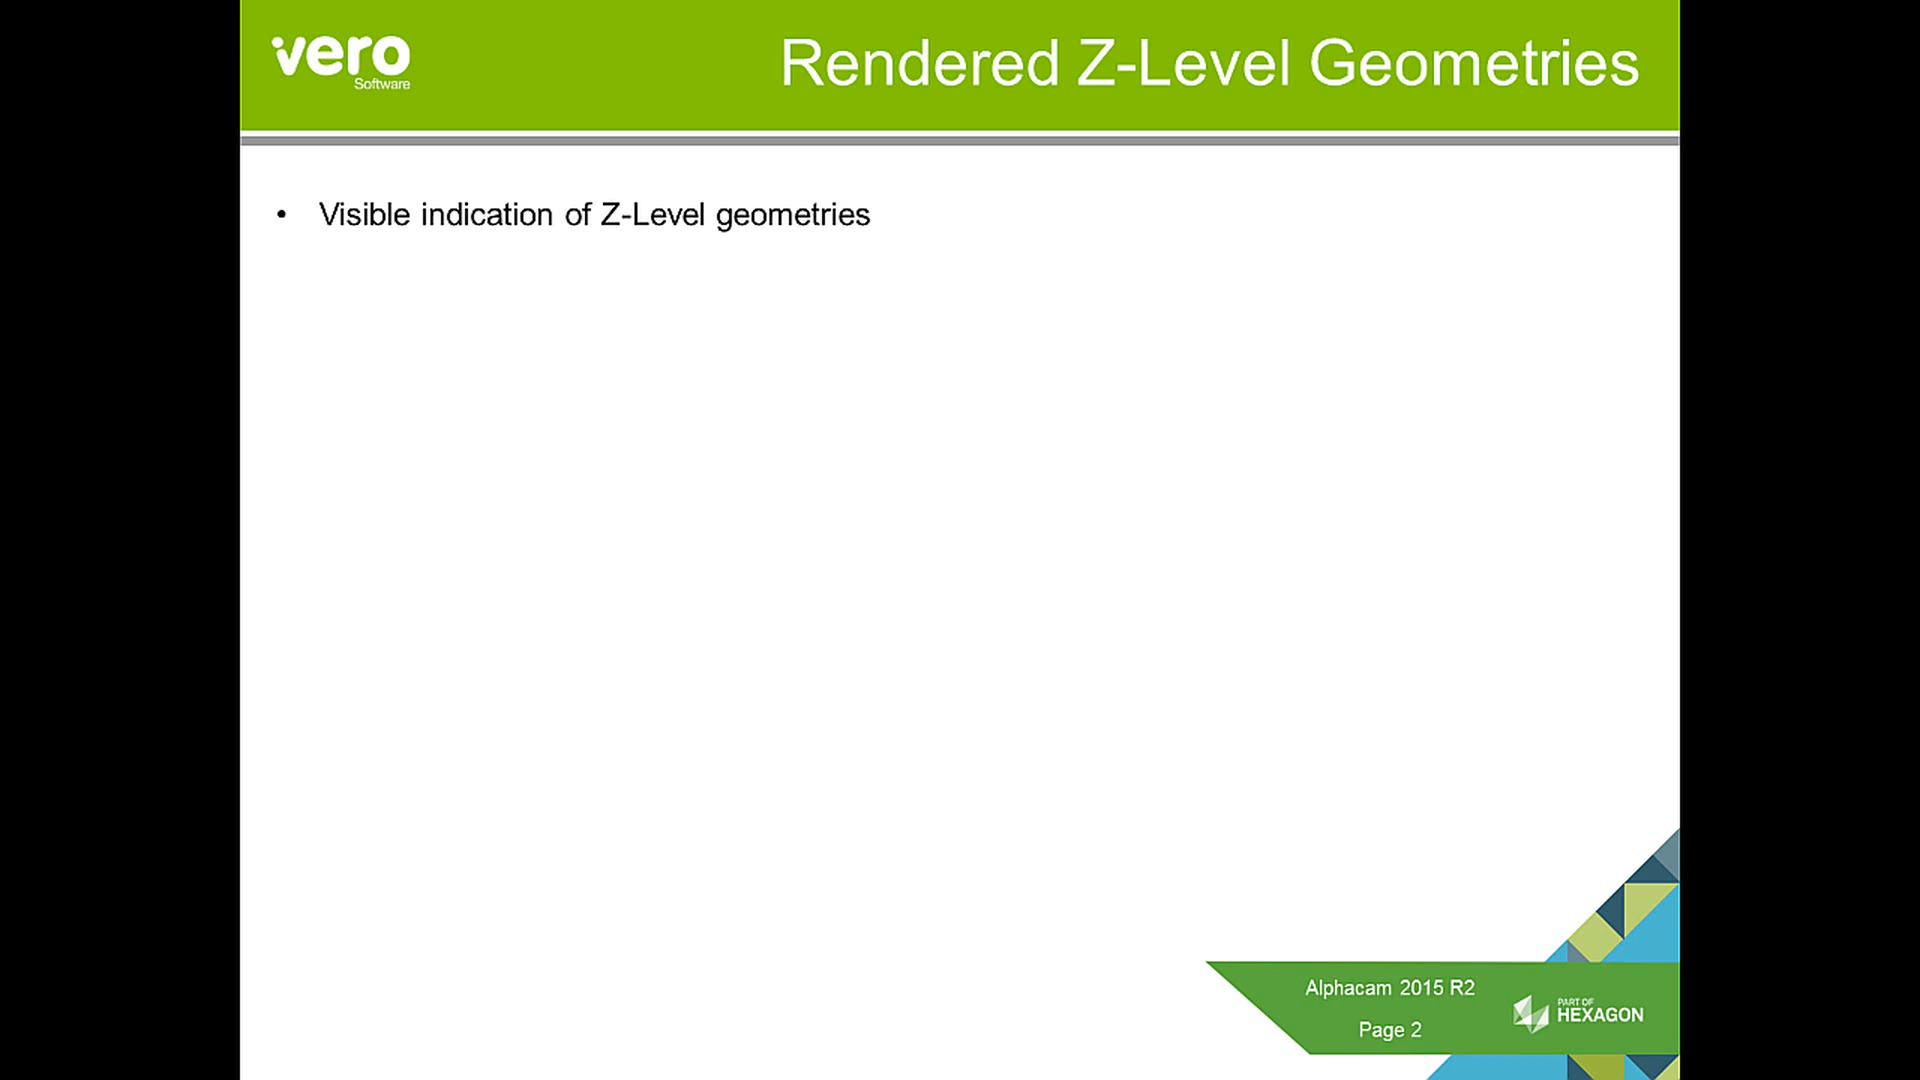 vero
Software
Rendered Z-Level Geometries
• Visible indication of Z-Level geometries
Alphacam 2015 R2
Page 2
PART OF
HEXAGON